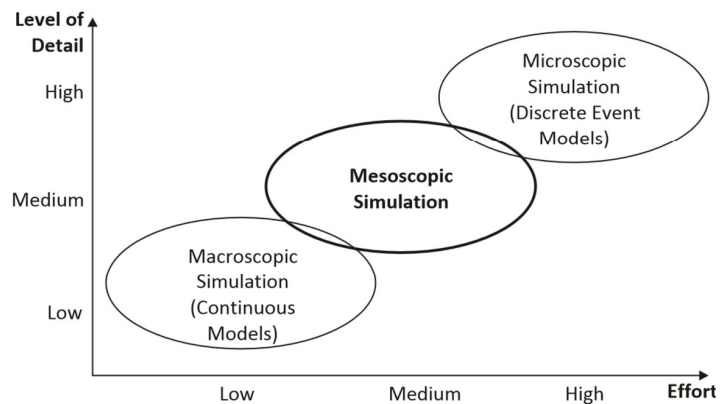 Level of
Detail
High
Medium
Low
Microscopic
Simulation
(Discrete Event
Models)
Mesoscopic
Simulation
Macroscopic
Simulation
(Continuous
Models)
Low
Medium
High
Effort